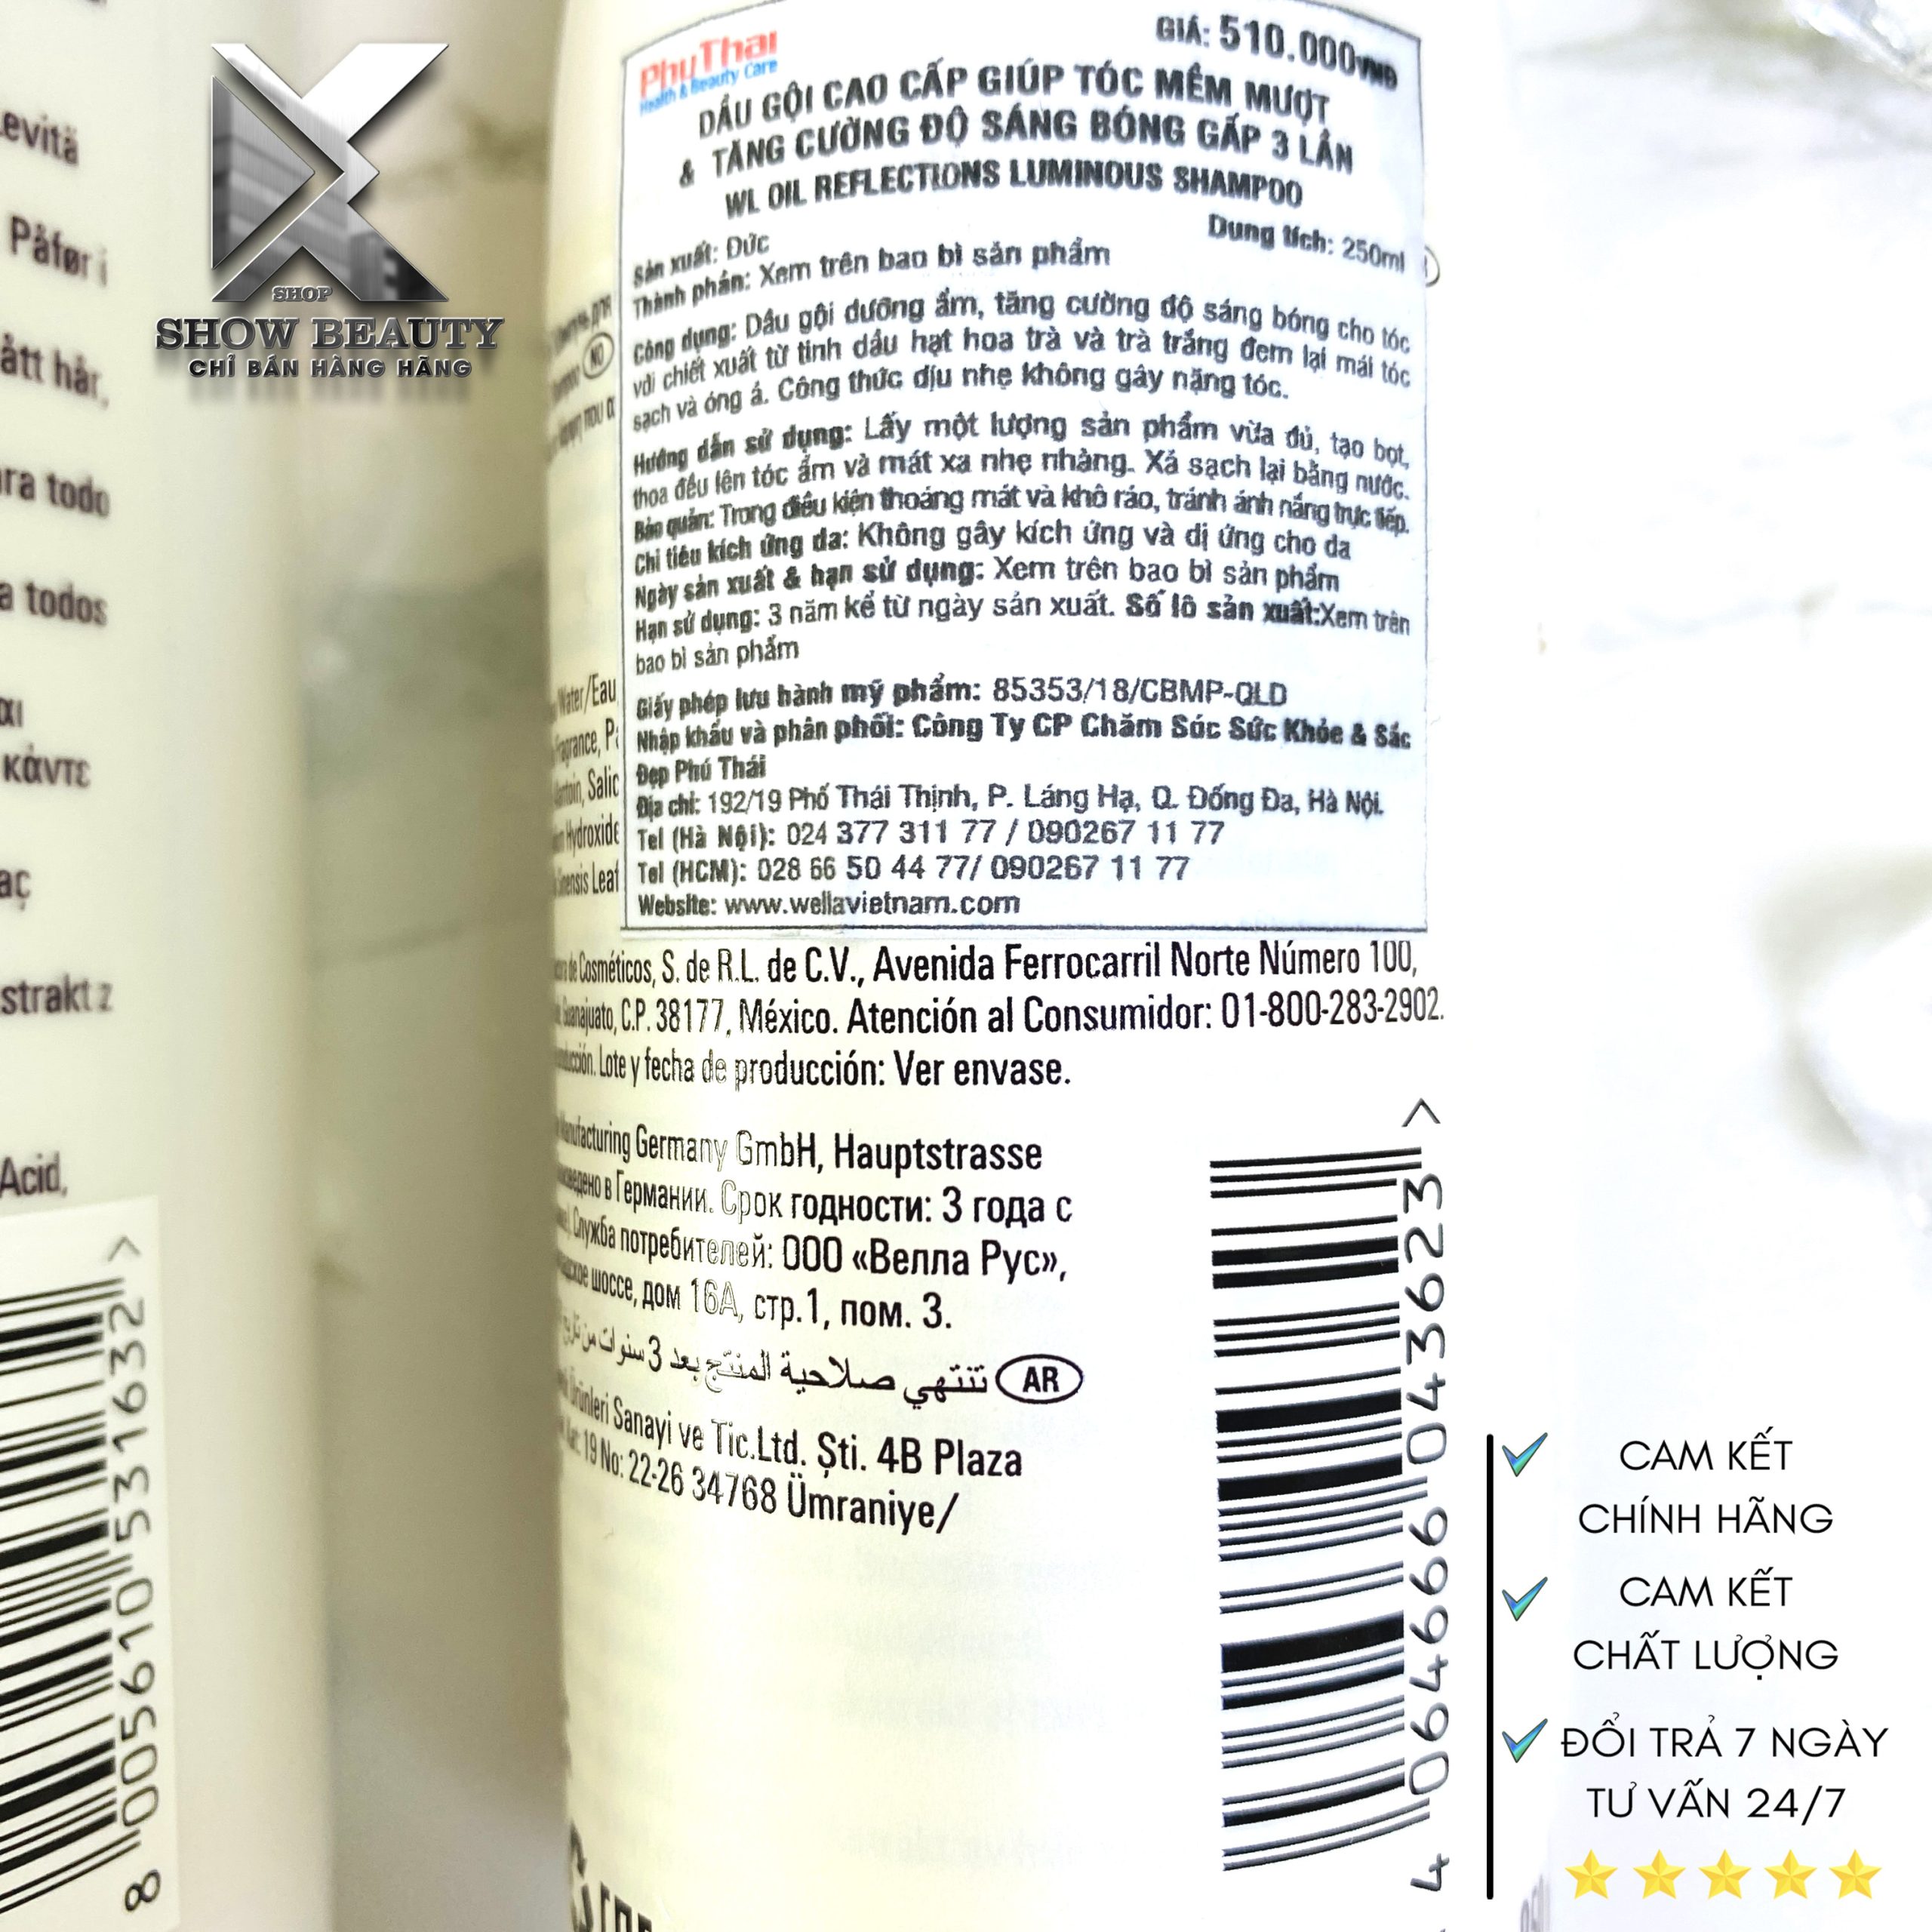 SHOP
SHOW BEAUTY
CHỈ BÁN HÀNG HÃNG
Påfør i
att hår,
ra todo
a todos
κάντε
Acid,
8 005610 531632 >
PhuThai
Health & Beauty Care
GIÁ: 510.000VNĐ
DẦU GỘI CAO CẤP GIÚP TÓC MỀM MƯỢT
& TĂNG CƯỜNG ĐỘ SÁNG BÓNG GẤP 3 LẦN
WL OIL REFLECTIONS LUMINOUS SHAMPOO
Dung tích: 250ml
Sản xuất: Đức
Thành phần: Xem trên bao bì sản phẩm
Công dụng: Dầu gội dưỡng ẩm, tăng cường độ sáng bóng cho tóc
với chiết xuất từ tinh dầu hạt hoa trà và trà trắng đem lại mái tóc
sạch và óng ả. Công thức dịu nhẹ không gây nặng tóc.
Hướng dẫn sử dụng: Lấy một lượng sản phẩm vừa đủ, tạo bọt,
thoa đều lên tóc ẩm và mát xa nhẹ nhàng. Xả sạch lại bằng nước.
Bảo quản: Trong điều kiện thoáng mát và khô ráo, tránh ánh nắng trực tiếp.
Chỉ tiêu kích ứng da: Không gây kích ứng và dị ứng cho da
Ngày sản xuất & hạn sử dụng: Xem trên bao bì sản phẩm
Hạn sử dụng: 3 năm kể từ ngày sản xuất. Số lô sản xuất:Xem trên
bao bì sản phẩm
Giấy phép lưu hành mỹ phẩm: 85353/18/CBMP-QLD
Nhập khẩu và phân phối: Công Ty CP Chăm Sóc Sức Khỏe & Sắc
Đẹp Phú Thái
Địa chỉ: 192/19 Phố Thái Thịnh, P. Láng Hạ, Q. Đống Đa, Hà Nội.
Tel (Hà Nội): 024 377 311 77 / 090267 11 77
Tel (HCM): 028 66 50 44 77/ 090267 11 77
Website: www.wellavietnam.com
NO
Water/Eau
Hydroxide
de Cosméticos, S. de R.L. de C.V., Avenida Ferrocarril Norte Número 100,
Guanajuato, C.P. 38177, México. Atención al Consumidor: 01-800-283-2902.
Lote y fecha de producción: Ver envase.
Manufacturing Germany GmbH, Hauptstrasse
в Германии. Срок годности: 3 года с
Служба потребителей: ООО «Велла Рус»,
шоссе, дом 16А, стр.1, пом. 3.
AR تنتهي صلاحية المنتج بعد 3 سنوات من تاريخ
Ürünleri Sanayi ve Tic.Ltd. Şti. 4B Plaza
19 No: 22-26 34768 Ümraniye/
4 064666 043623 >
CAM KẾT
CHÍNH HÃNG
CAM KẾT
CHẤT LƯỢNG
ĐỔI TRẢ 7 NGÀY
TƯ VẤN 24/7